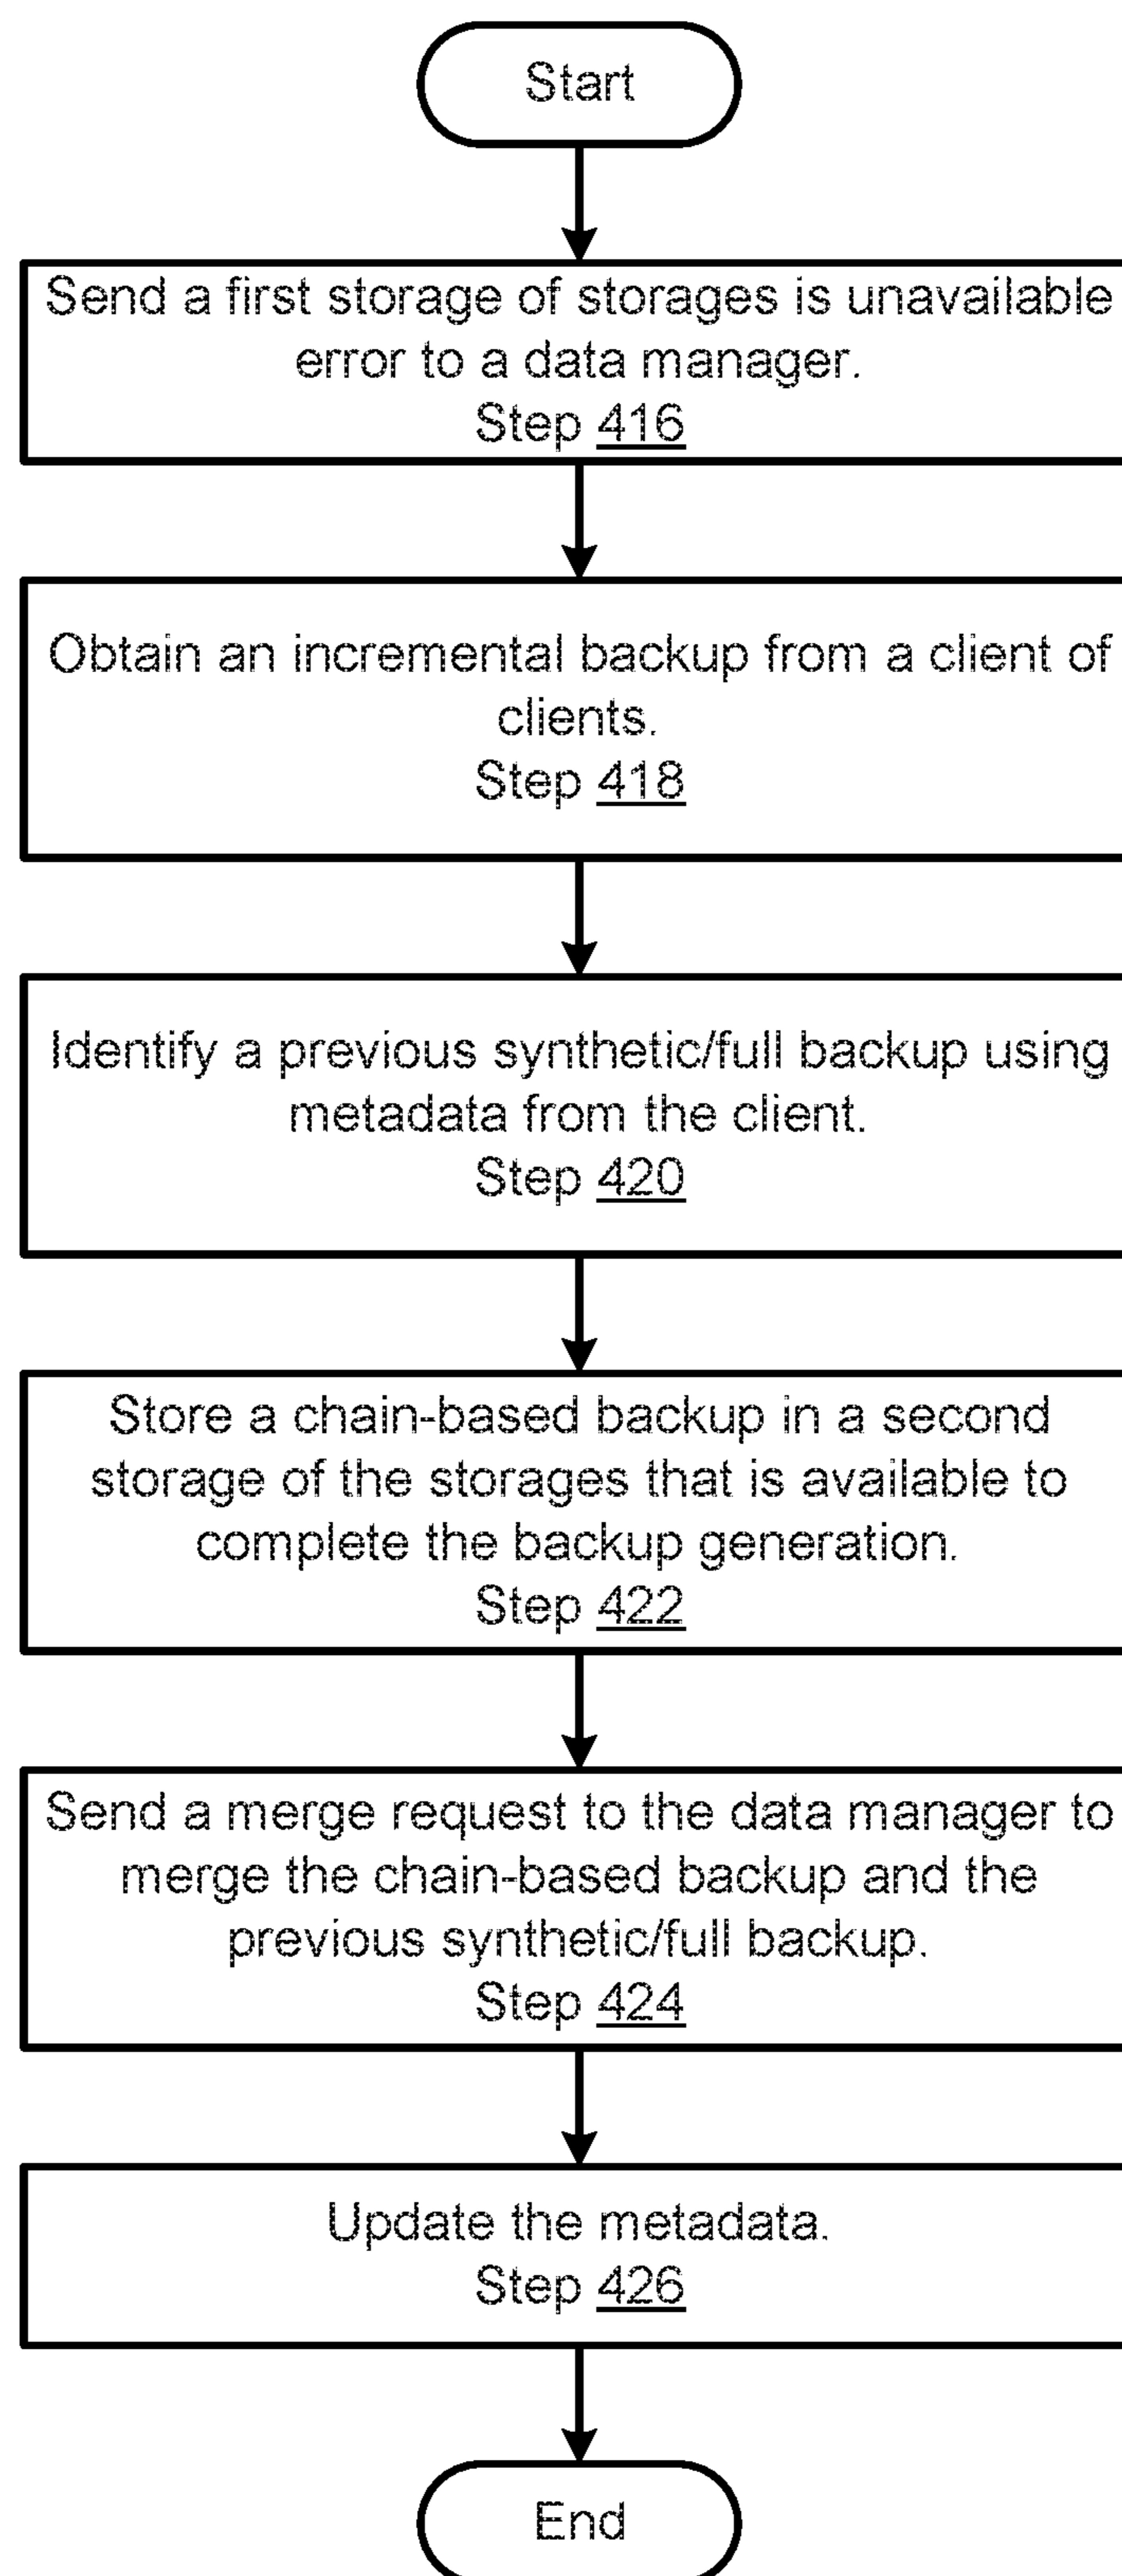 Start
Send a first storage of storages is unavailable
error to a data manager.
Step 416
Obtain an incremental backup from a client of
clients.
Step 418
Identify a previous synthetic/full backup using
metadata from the client.
Step 420
Store a chain-based backup in a second
storage of the storages that is available to
complete the backup generation.
Step 422
Send a merge request to the data manager to
merge the chain-based backup and the
previous synthetic/full backup.
Step 424
Update the metadata.
Step 426
End